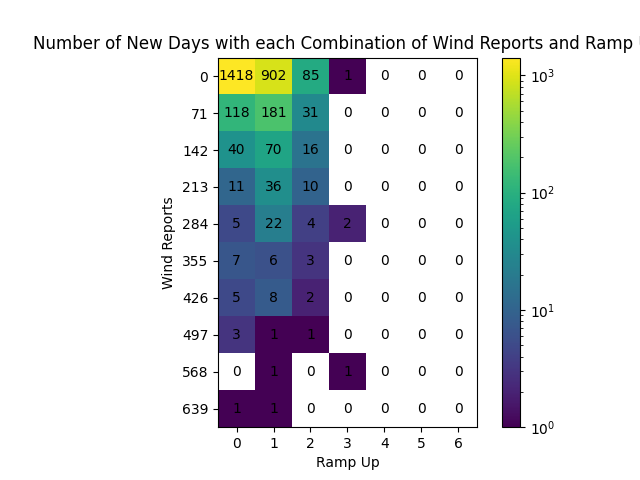 Number of New Days with each Combination of Wind Reports and Ramp
0 1418 902 85 1 0 0 0
71 118 181 31 0 0 0 0
142 40 70 16 0 0 0 0
213 11 36 10 0 0 0 0
284 5 22 4 2 0 0 0
355 7 6 3 0 0 0 0
426 5 8 2 0 0 0 0
497 3 1 1 0 0 0 0
568 0 1 0 1 0 0 0
639 1 1 0 0 0 0 0
0 1 2 3 4 5 6
Ramp Up
Wind Reports
10³
10²
10¹
10⁰